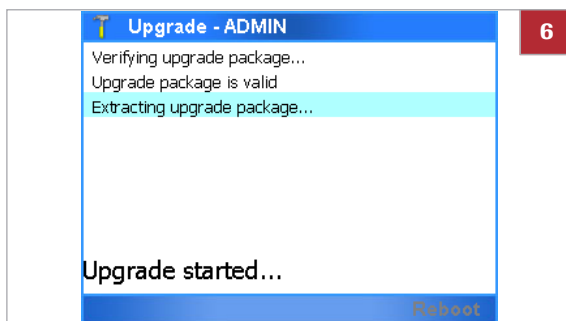 Upgrade - ADMIN
6
Verifying upgrade package...
Upgrade package is valid
Extracting upgrade package...
Upgrade started...
Reboot